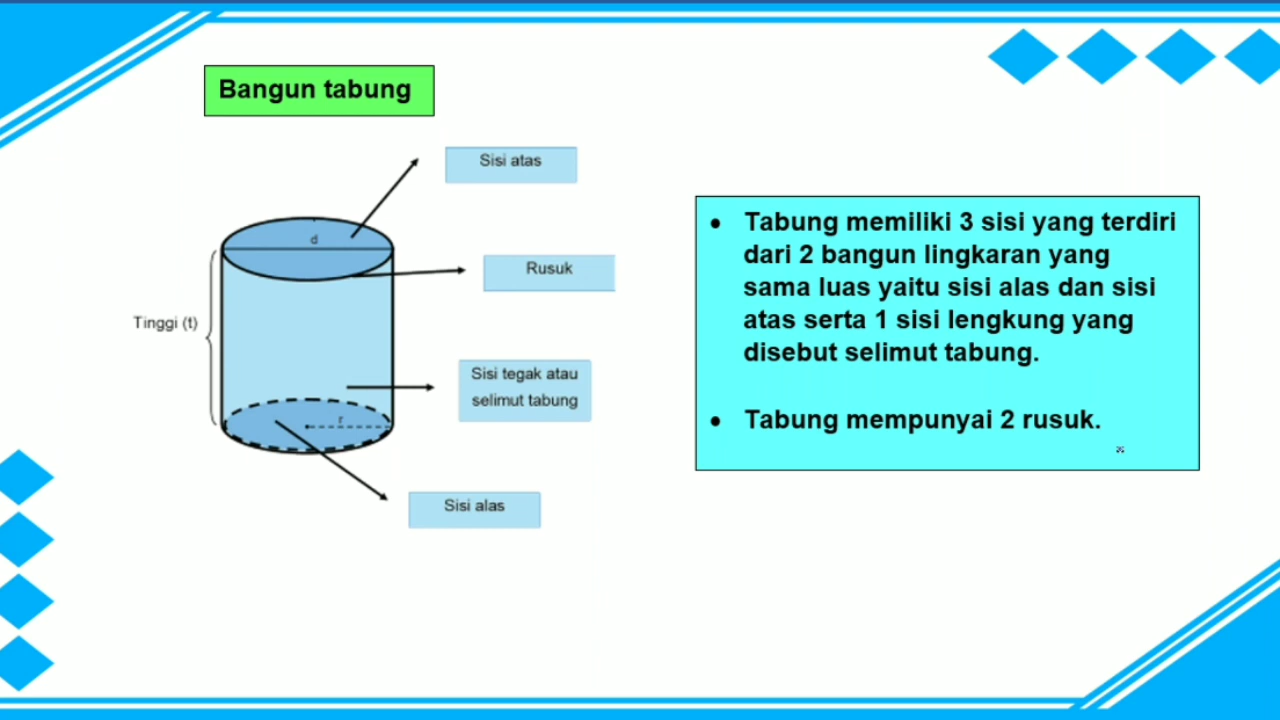 Bangun tabung
Sisi atas
d
Rusuk
Tinggi (t)
Sisi tegak atau
selimut tabung
r
Sisi alas
• Tabung memiliki 3 sisi yang terdiri
dari 2 bangun lingkaran yang
sama luas yaitu sisi alas dan sisi
atas serta 1 sisi lengkung yang
disebut selimut tabung.
• Tabung mempunyai 2 rusuk.